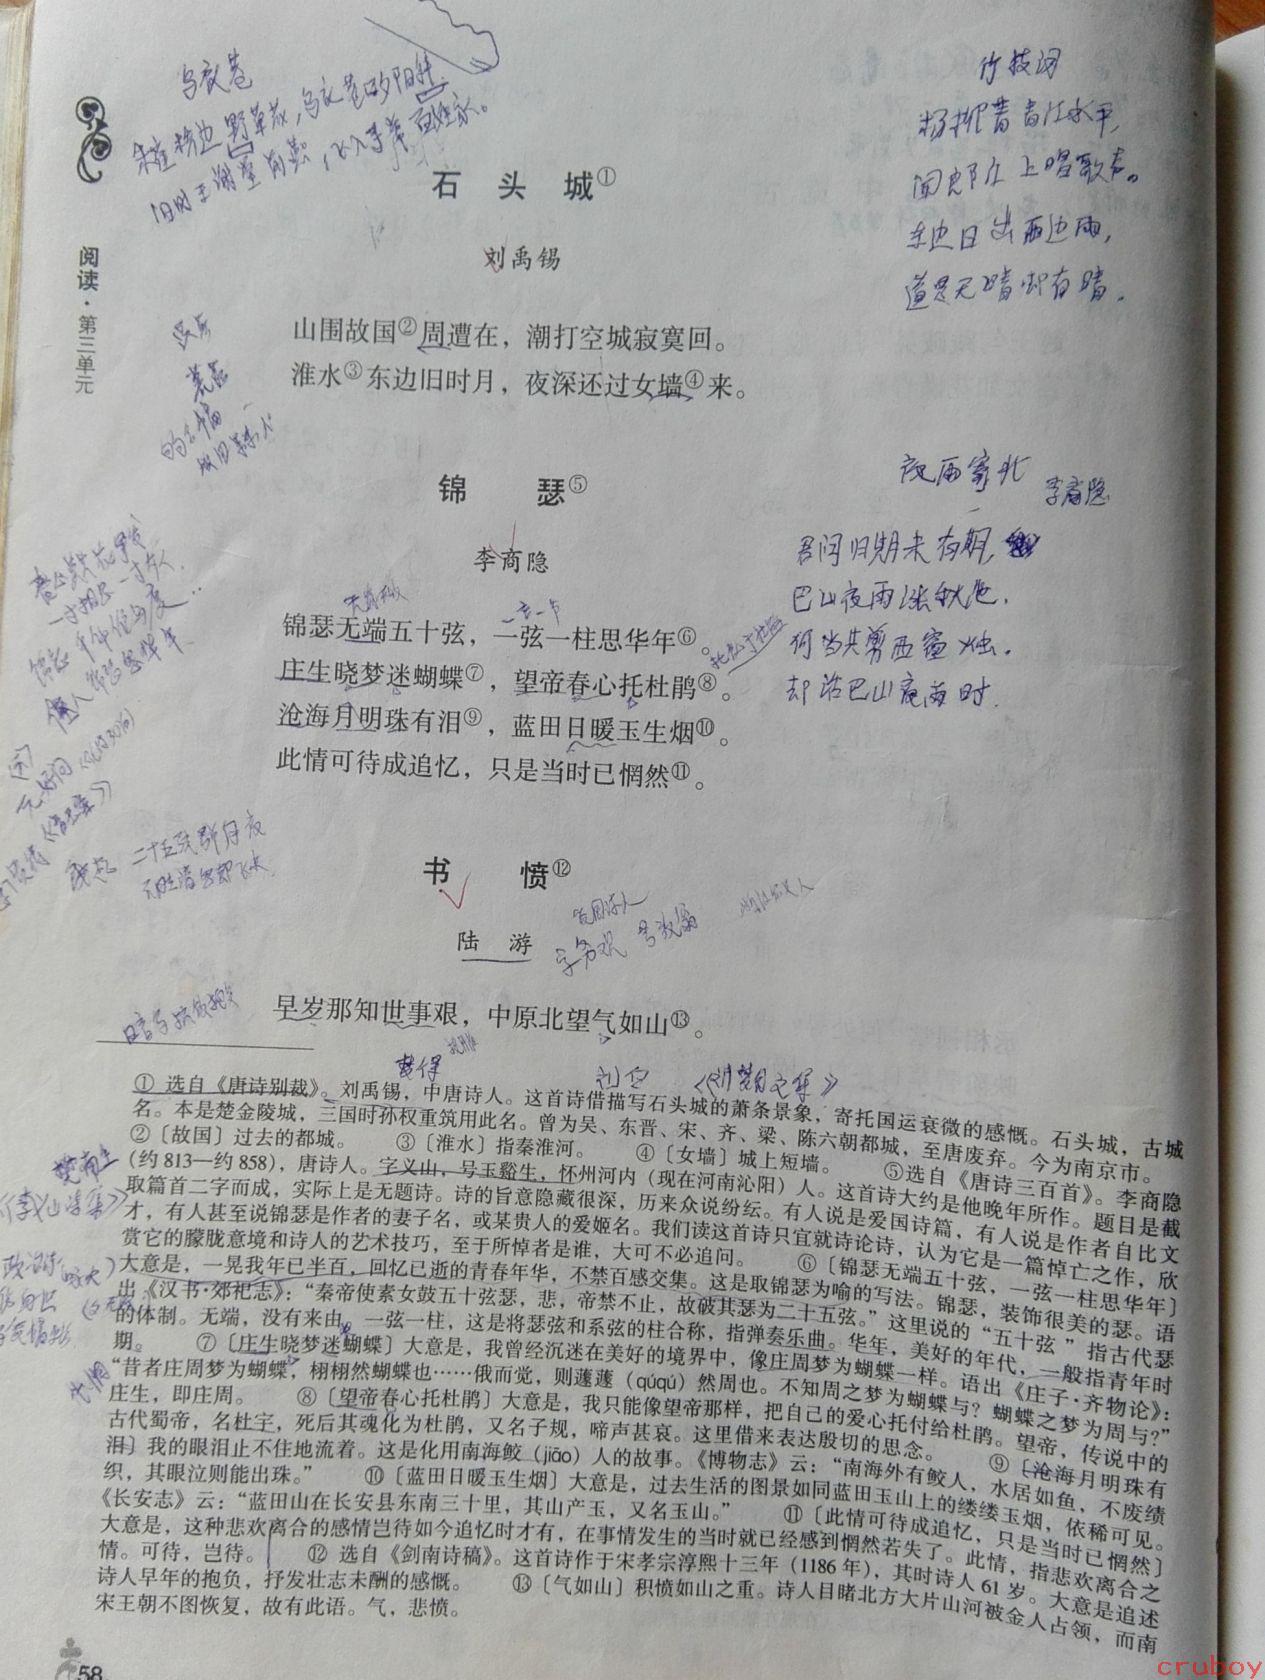 乌衣巷
朱雀桥边野草花，乌衣巷口夕阳斜。
旧时王谢堂前燕，飞入寻常百姓家。
竹枝词
杨柳青青江水平，
闻郎江上唱歌声。
东边日出西边雨，
道是无晴却有晴。
阅读·第三单元
石头城①
刘禹锡
山围故国②周遭在，潮打空城寂寞回。
淮水③东边旧时月，夜深还过女墙④来。
夜雨寄北
李商隐
君问归期未有期，
巴山夜雨涨秋池。
何当共剪西窗烛。
却话巴山夜雨时.
锦 瑟⑤
李商隐
锦瑟无端五十弦，一弦一柱思华年⑥。
庄生晓梦迷蝴蝶⑦，望帝春心托杜鹃⑧。
沧海月明珠有泪⑨，蓝田日暖玉生烟⑩。
此情可待成追忆，只是当时已惘然⑪。
二十五弦弹月夜
书 愤⑫
陆 游
爱国诗人
字务观 号放翁
早岁那知世事艰，中原北望气如山⑬。
① 选自《唐诗别裁》。刘禹锡，中唐诗人。这首诗借描写石头城的萧条景象，寄托国运衰微的感慨。石头城，古城
名。本是楚金陵城，三国时孙权重筑用此名。曾为吴、东晋、宋、齐、梁、陈六朝都城，至唐废弃。今为南京市。
②〔故国〕过去的都城。 ③〔淮水〕指秦淮河。 ④〔女墙〕城上短墙。 ⑤选自《唐诗三百首》。李商隐
(约813—约858)，唐诗人。字义山，号玉谿生，怀州河内（现在河南沁阳）人。这首诗大约是他晚年所作。题目是截
取篇首二字而成，实际上是无题诗。诗的旨意隐藏很深，历来众说纷纭。有人说是爱国诗篇，有人说是作者自比文
才，有人甚至说锦瑟是作者的妻子名，或某贵人的爱姬名。我们读这首诗只宜就诗论诗，认为它是一篇悼亡之作，欣
赏它的朦胧意境和诗人的艺术技巧，至于所悼者是谁，大可不必追问。 ⑥〔锦瑟无端五十弦，一弦一柱思华年〕
大意是，一晃我年已半百，回忆已逝的青春年华，不禁百感交集。这是取锦瑟为喻的写法。锦瑟，装饰很美的瑟。语
出《汉书·郊祀志》：“秦帝使素女鼓五十弦瑟，悲，帝禁不止，故破其瑟为二十五弦。”这里说的“五十弦”指古代瑟
的体制。无端，没有来由。一弦一柱，这是将瑟弦和系弦的柱合称，指弹奏乐曲。华年，美好的年代，一般指青年时
期。 ⑦〔庄生晓梦迷蝴蝶〕大意是，我曾经沉迷在美好的境界中，像庄周梦为蝴蝶一样。语出《庄子·齐物论》：
“昔者庄周梦为蝴蝶，栩栩然蝴蝶也……俄而觉，则蘧蘧（qúqú）然周也。不知周之梦为蝴蝶与？蝴蝶之梦为周与？”
庄生，即庄周。 ⑧〔望帝春心托杜鹃〕大意是，我只能像望帝那样，把自己的爱心托付给杜鹃。望帝，传说中的
古代蜀帝，名杜宇，死后其魂化为杜鹃，又名子规，啼声甚哀。这里借来表达殷切的思念。 ⑨〔沧海月明珠有
泪〕我的眼泪止不住地流着。这是化用南海鲛（jiāo）人的故事。《博物志》云：“南海外有鲛人，水居如鱼，不废绩
织，其眼泣则能出珠。” ⑩〔蓝田日暖玉生烟〕大意是，过去生活的图景如同蓝田玉山上的缕缕玉烟，依稀可见。
《长安志》云：“蓝田山在长安县东南三十里，其山产玉，又名玉山。” ⑪〔此情可待成追忆，只是当时已惘然〕
大意是，这种悲欢离合的感情岂待如今追忆时才有，在事情发生的当时就已经感到惘然若失了。此情，指悲欢离合之
情。可待，岂待。 ⑫ 选自《剑南诗稿》。这首诗作于宋孝宗淳熙十三年（1186年），其时诗人61岁。大意是追述
诗人早年的抱负，抒发壮志未酬的感慨。 ⑬〔气如山〕积愤如山之重。诗人目睹北方大片山河被金人占领，而南
宋王朝不图恢复，故有此语。气，悲愤。
58
cruboy